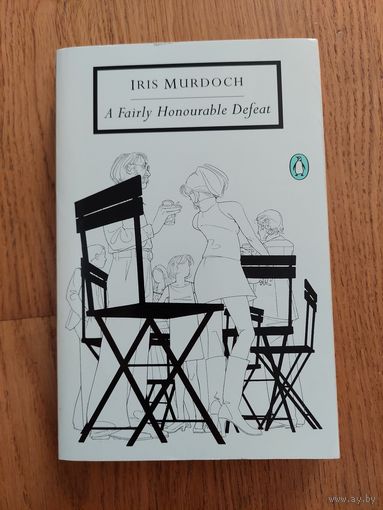 IRIS MURDOCH
A Fairly Honourable Defeat
www.ay.by